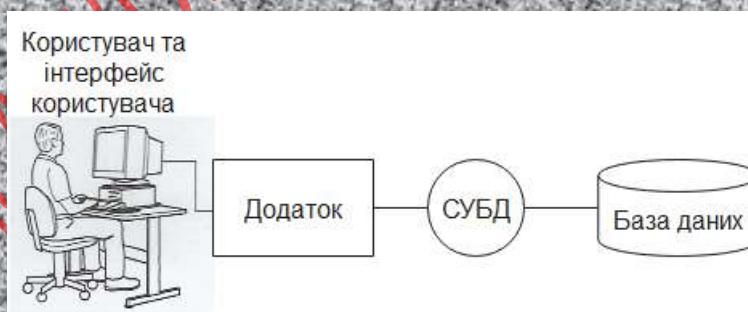 Користувач та
інтерфейс
користувача
Додаток
СУБД
База даних